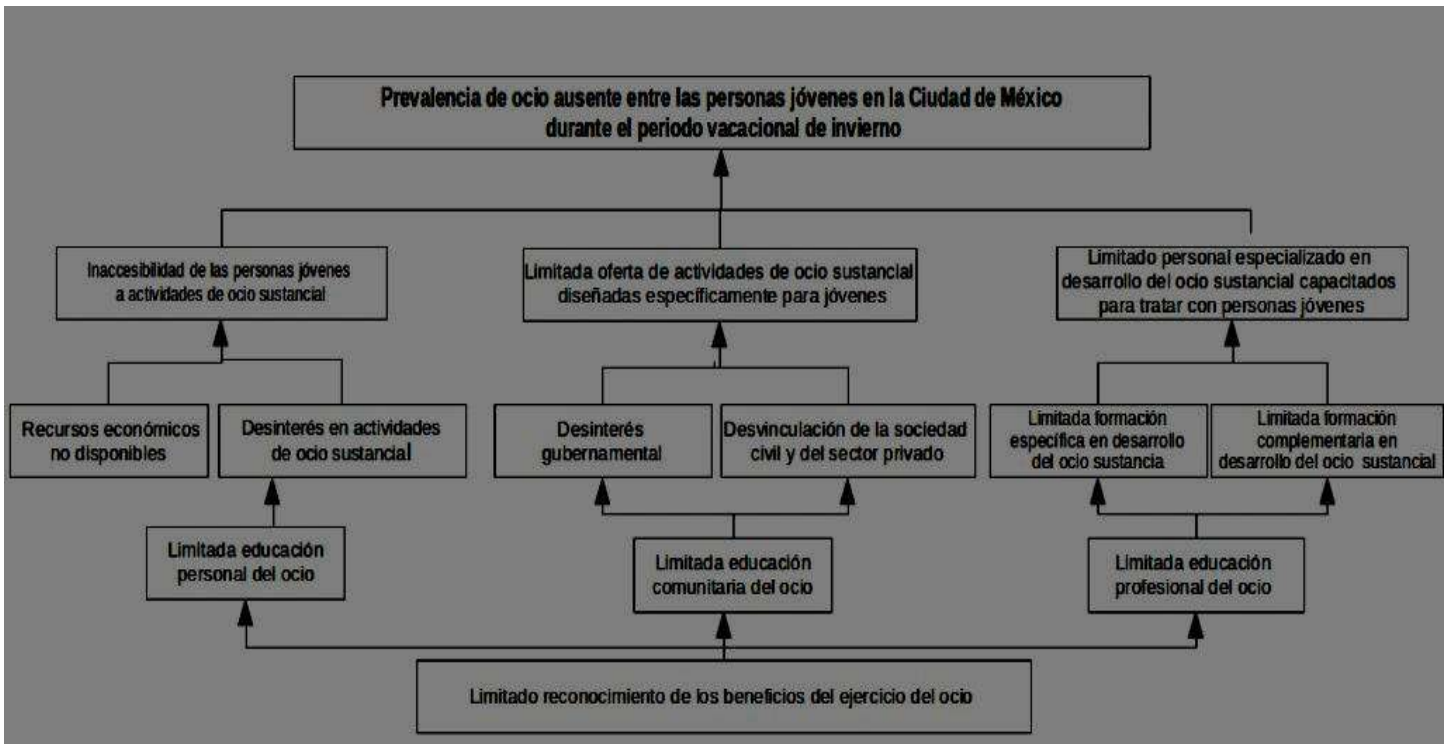 Prevalencia de ocio ausente entre las personas jóvenes en la Ciudad de México
durante el periodo vacacional de invierno
Inaccesibilidad de las personas jóvenes
a actividades de ocio sustancial
Limitada oferta de actividades de ocio sustancial
diseñadas específicamente para jóvenes
Limitado personal especializado en
desarrollo del ocio sustancial capacitados
para tratar con personas jóvenes
Recursos económicos
no disponibles
Desinterés en actividades
de ocio sustancial
Desinterés
gubernamental
Desvinculación de la sociedad
civil y del sector privado
Limitada formación
específica en desarrollo
del ocio sustancia
Limitada formación
complementaria en
desarrollo del ocio sustancial
Limitada educación
personal del ocio
Limitada educación
comunitaria del ocio
Limitada educación
profesional del ocio
Limitado reconocimiento de los beneficios del ejercicio del ocio